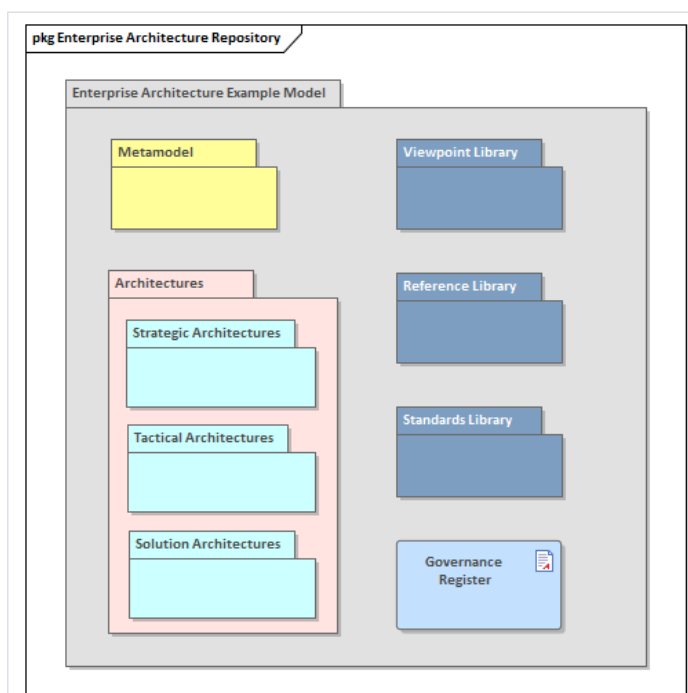 pkg Enterprise Architecture Repository
Enterprise Architecture Example Model
Metamodel
Viewpoint Library
Architectures
Reference Library
Strategic Architectures
Tactical Architectures
Standards Library
Solution Architectures
Governance
Register